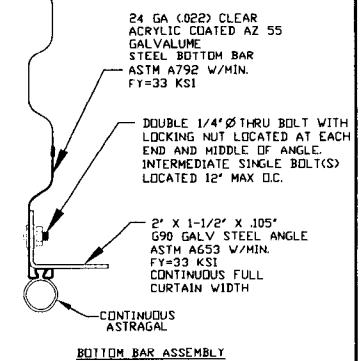 24 GA (.022) CLEAR
ACRYLIC COATED AZ 55
GALVALUME
STEEL BOTTOM BAR
ASTM A792 W/MIN.
FY=33 KSI
DOUBLE 1/4"Ø THRU BOLT WITH
LOCKING NUT LOCATED AT EACH
END AND MIDDLE OF ANGLE.
INTERMEDIATE SINGLE BOLT(S)
LOCATED 12" MAX O.C.
2" X 1-1/2" X .105"
G90 GALV STEEL ANGLE
ASTM A653 W/MIN.
FY=33 KSI
CONTINUOUS FULL
CURTAIN WIDTH
CONTINUOUS
ASTRAGAL
BOTTOM BAR ASSEMBLY